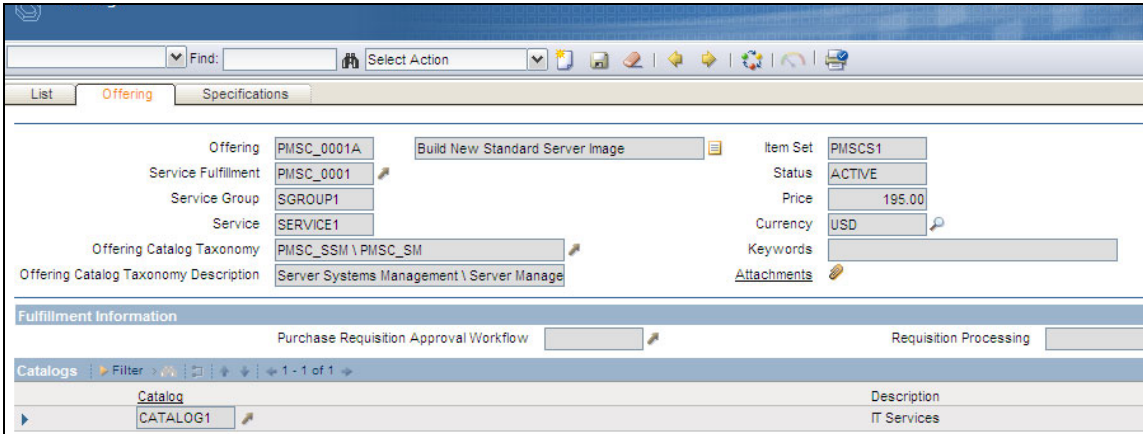 Find: Select Action
List Offering Specifications
Offering PMSC_0001A Build New Standard Server Image Item Set PMSCS1
Service Fulfillment PMSC_0001 Status ACTIVE
Service Group SGROUP1 Price 195.00
Service SERVICE1 Currency USD
Offering Catalog Taxonomy PMSC_SSM \ PMSC_SM Keywords
Offering Catalog Taxonomy Description Server Systems Management \ Server Manage Attachments
Fulfillment Information
Purchase Requisition Approval Workflow Requisition Processing
Catalogs Filter 1 - 1 of 1
Catalog Description
CATALOG1 IT Services